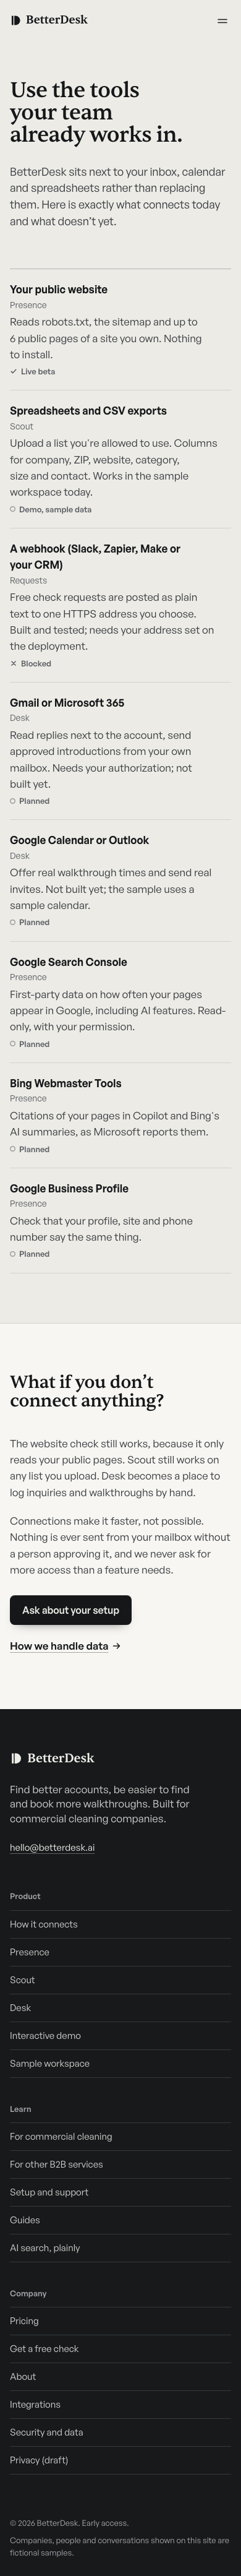 BetterDesk
Use the tools
your team
already works in.
BetterDesk sits next to your inbox, calendar
and spreadsheets rather than replacing
them. Here is exactly what connects today
and what doesn’t yet.
Your public website
Presence
Reads robots.txt, the sitemap and up to
6 public pages of a site you own. Nothing
to install.
✓ Live beta
Spreadsheets and CSV exports
Scout
Upload a list you're allowed to use. Columns
for company, ZIP, website, category,
size and contact. Works in the sample
workspace today.
Demo, sample data
A webhook (Slack, Zapier, Make or
your CRM)
Requests
Free check requests are posted as plain
text to one HTTPS address you choose.
Built and tested; needs your address set on
the deployment.
✕ Blocked
Gmail or Microsoft 365
Desk
Read replies next to the account, send
approved introductions from your own
mailbox. Needs your authorization; not
built yet.
Planned
Google Calendar or Outlook
Desk
Offer real walkthrough times and send real
invites. Not built yet; the sample uses a
sample calendar.
Planned
Google Search Console
Presence
First-party data on how often your pages
appear in Google, including AI features. Read-
only, with your permission.
Planned
Bing Webmaster Tools
Presence
Citations of your pages in Copilot and Bing's
AI summaries, as Microsoft reports them.
Planned
Google Business Profile
Presence
Check that your profile, site and phone
number say the same thing.
Planned
What if you don’t
connect anything?
The website check still works, because it only
reads your public pages. Scout still works on
any list you upload. Desk becomes a place to
log inquiries and walkthroughs by hand.
Connections make it faster, not possible.
Nothing is ever sent from your mailbox without
a person approving it, and we never ask for
more access than a feature needs.
Ask about your setup
How we handle data →
BetterDesk
Find better accounts, be easier to find
and book more walkthroughs. Built for
commercial cleaning companies.
hello@betterdesk.ai
Product
How it connects
Presence
Scout
Desk
Interactive demo
Sample workspace
Learn
For commercial cleaning
For other B2B services
Setup and support
Guides
AI search, plainly
Company
Pricing
Get a free check
About
Integrations
Security and data
Privacy (draft)
© 2026 BetterDesk. Early access.
Companies, people and conversations shown on this site are
fictional samples.